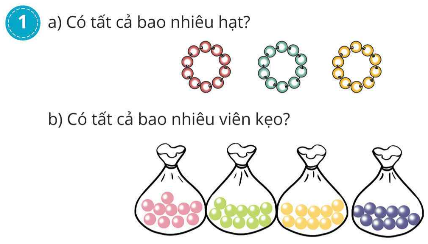 1 a) Có tất cả bao nhiêu hạt?
b) Có tất cả bao nhiêu viên kẹo?